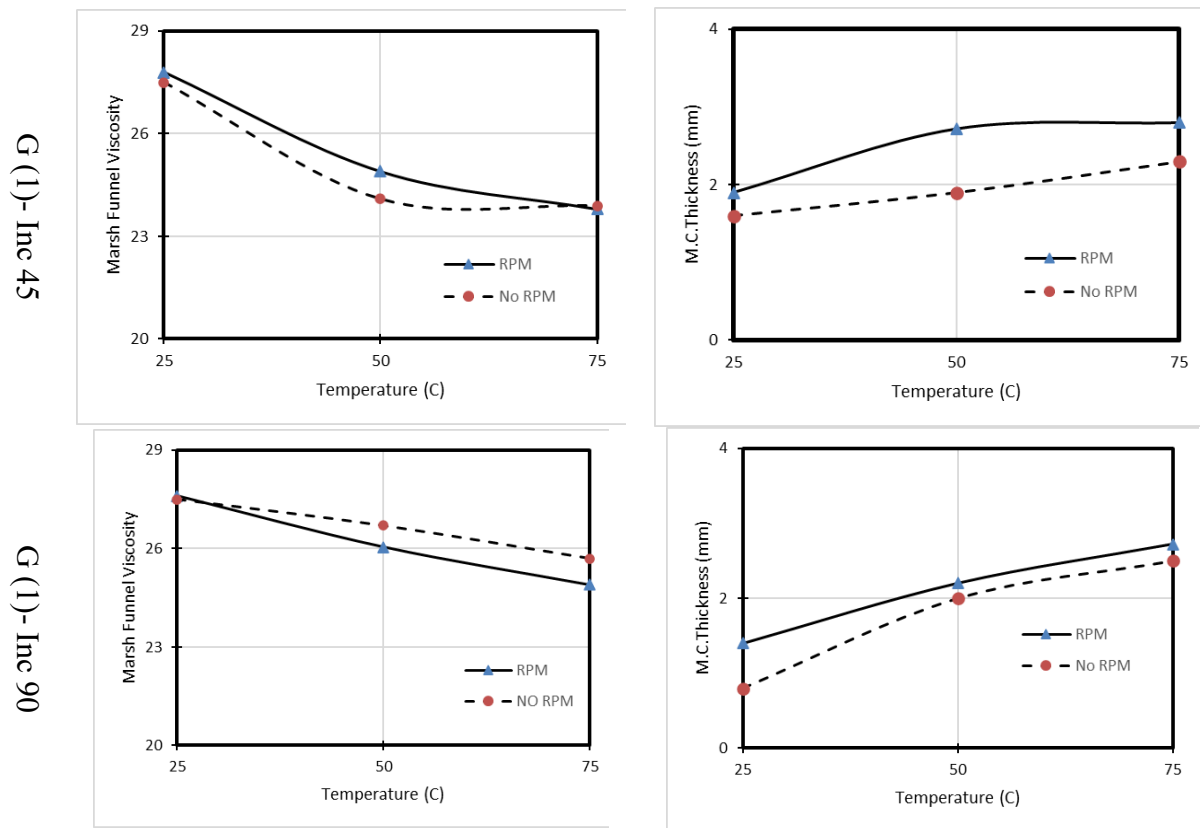 G (1)- Inc 45
Marsh Funnel Viscosity
29
26
23
20
25
50
75
Temperature (C)
RPM
No RPM
M.C.Thickness (mm)
4
2
0
25
50
75
Temperature (C)
RPM
No RPM
G (1)- Inc 90
Marsh Funnel Viscosity
29
26
23
20
25
50
75
Temperature (C)
RPM
NO RPM
M.C.Thickness (mm)
4
2
0
25
50
75
Temperature (C)
RPM
No RPM